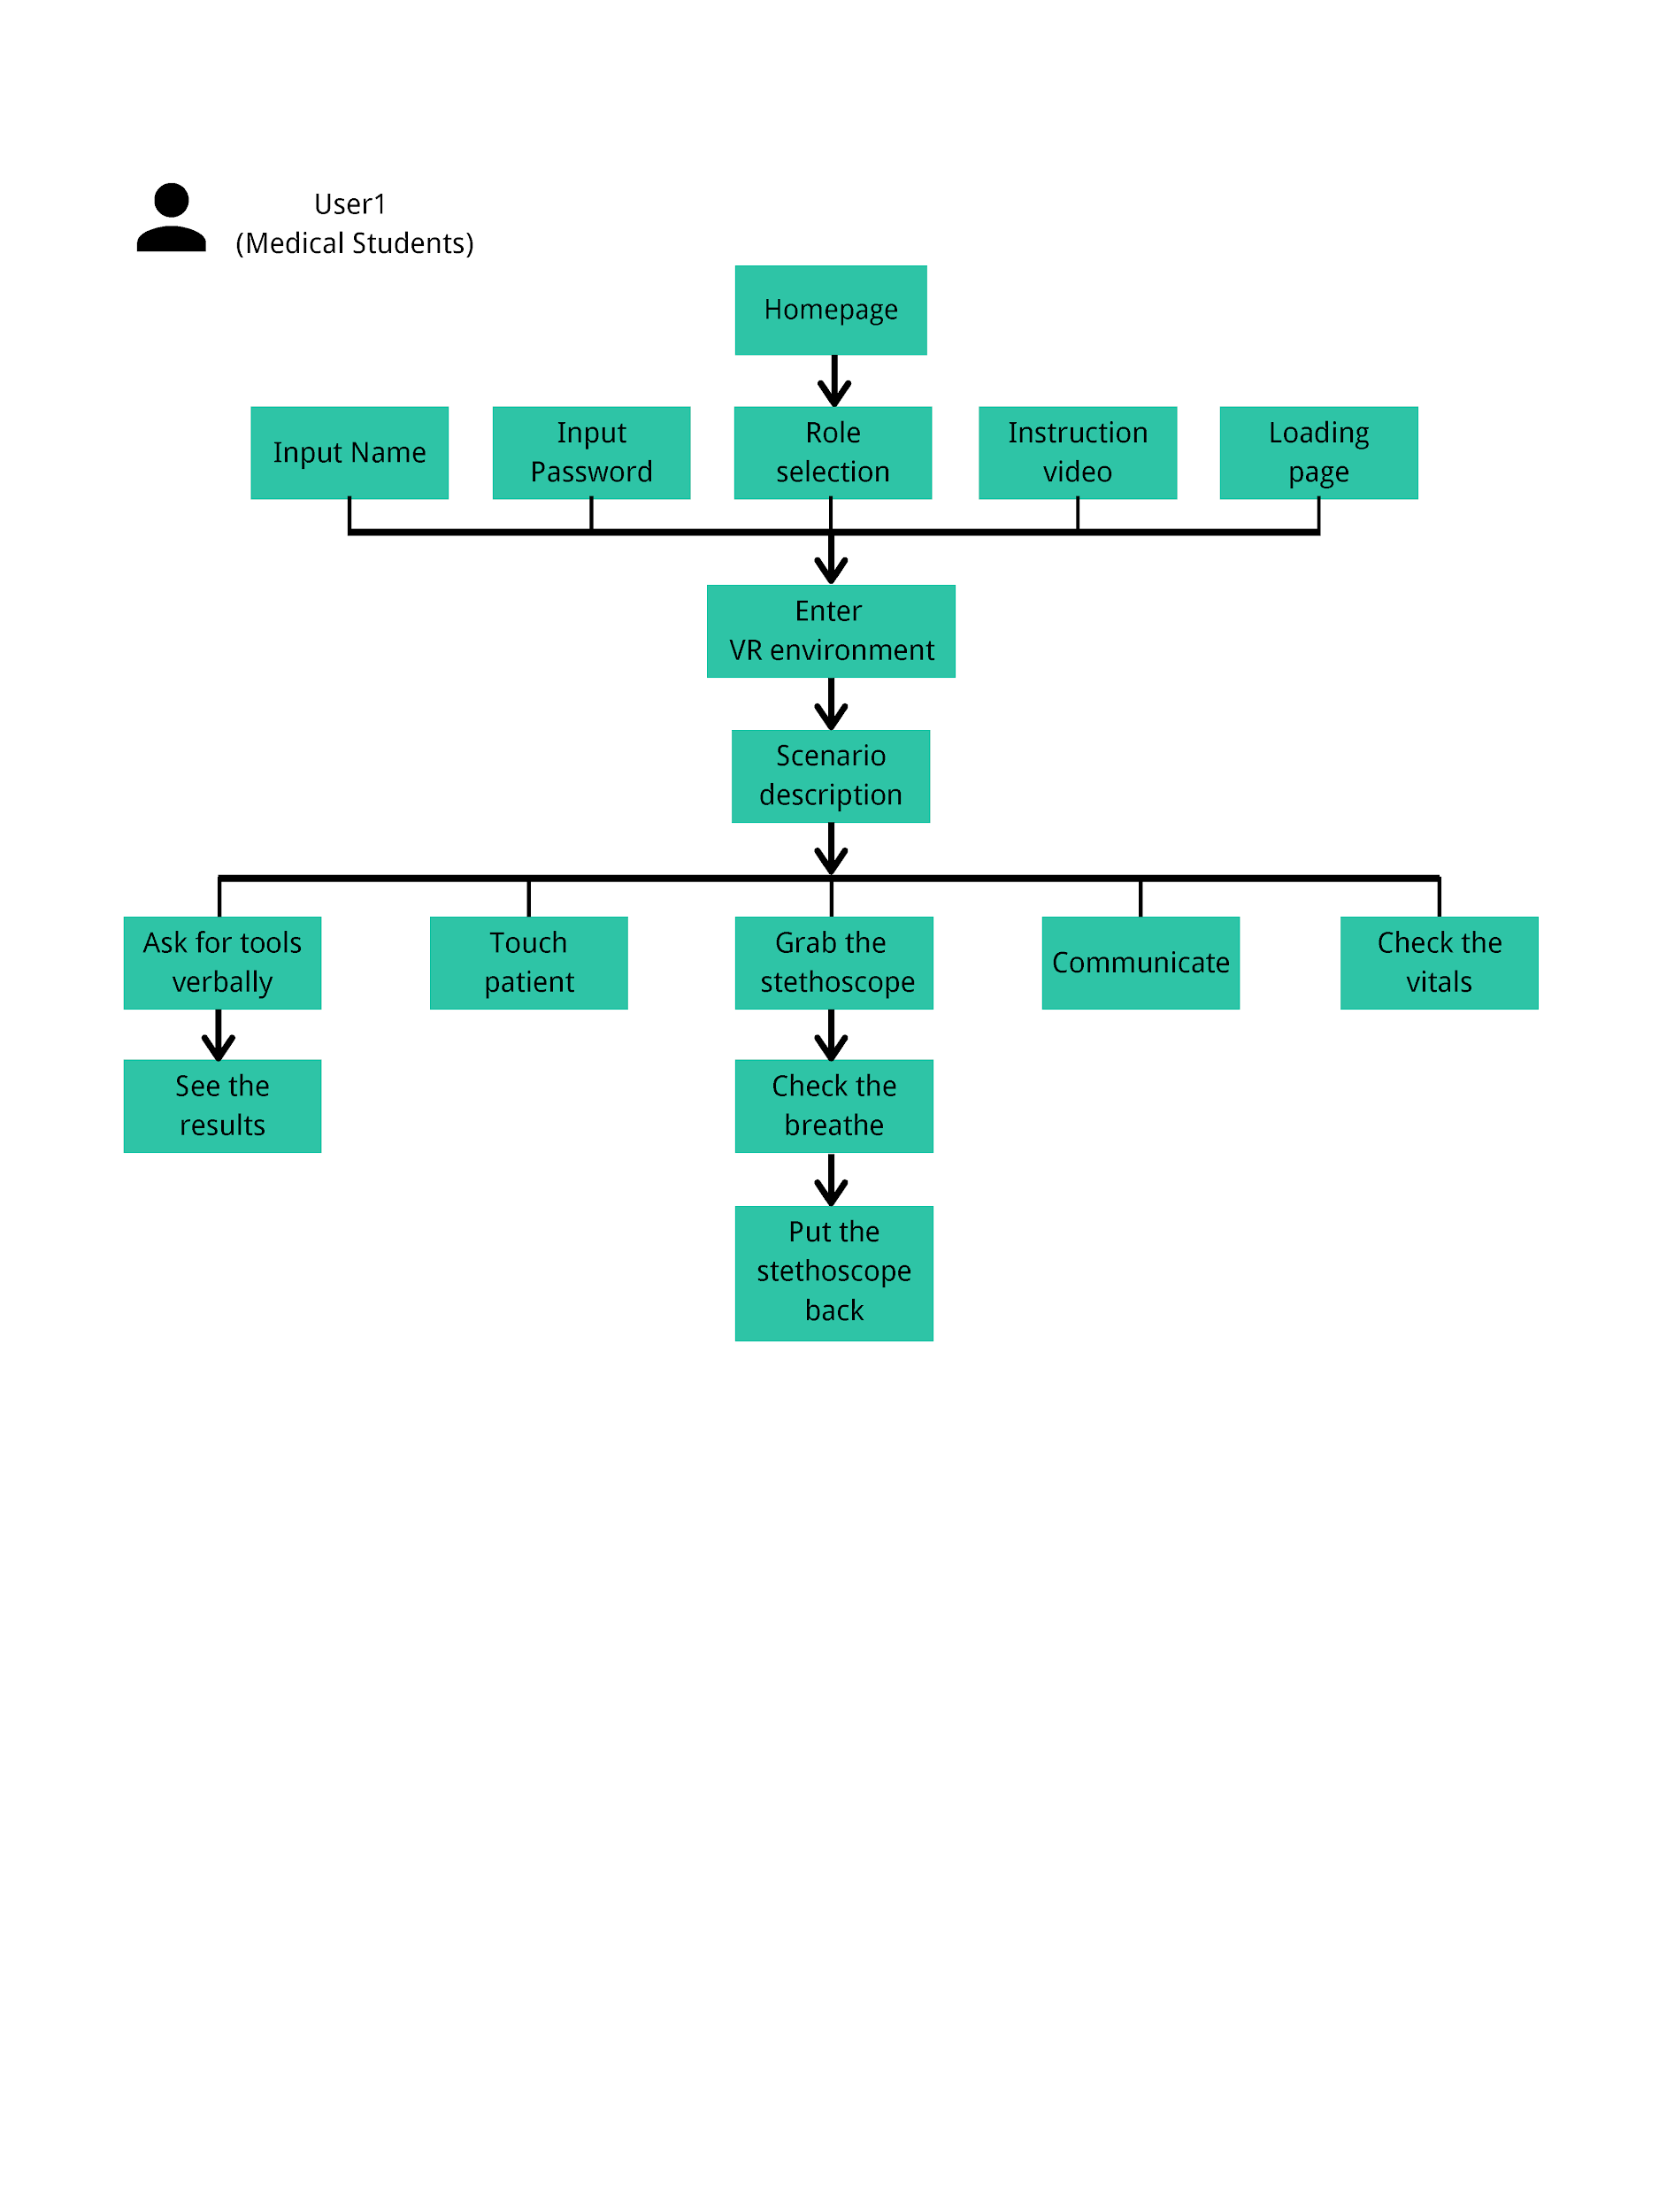 User1
(Medical Students)
Homepage
Input Name
Input
Password
Role
selection
Instruction
video
Loading
page
Enter
VR environment
Scenario
description
Ask for tools
verbally
Touch
patient
Grab the
stethoscope
Communicate
Check the
vitals
See the
results
Check the
breathe
Put the
stethoscope
back